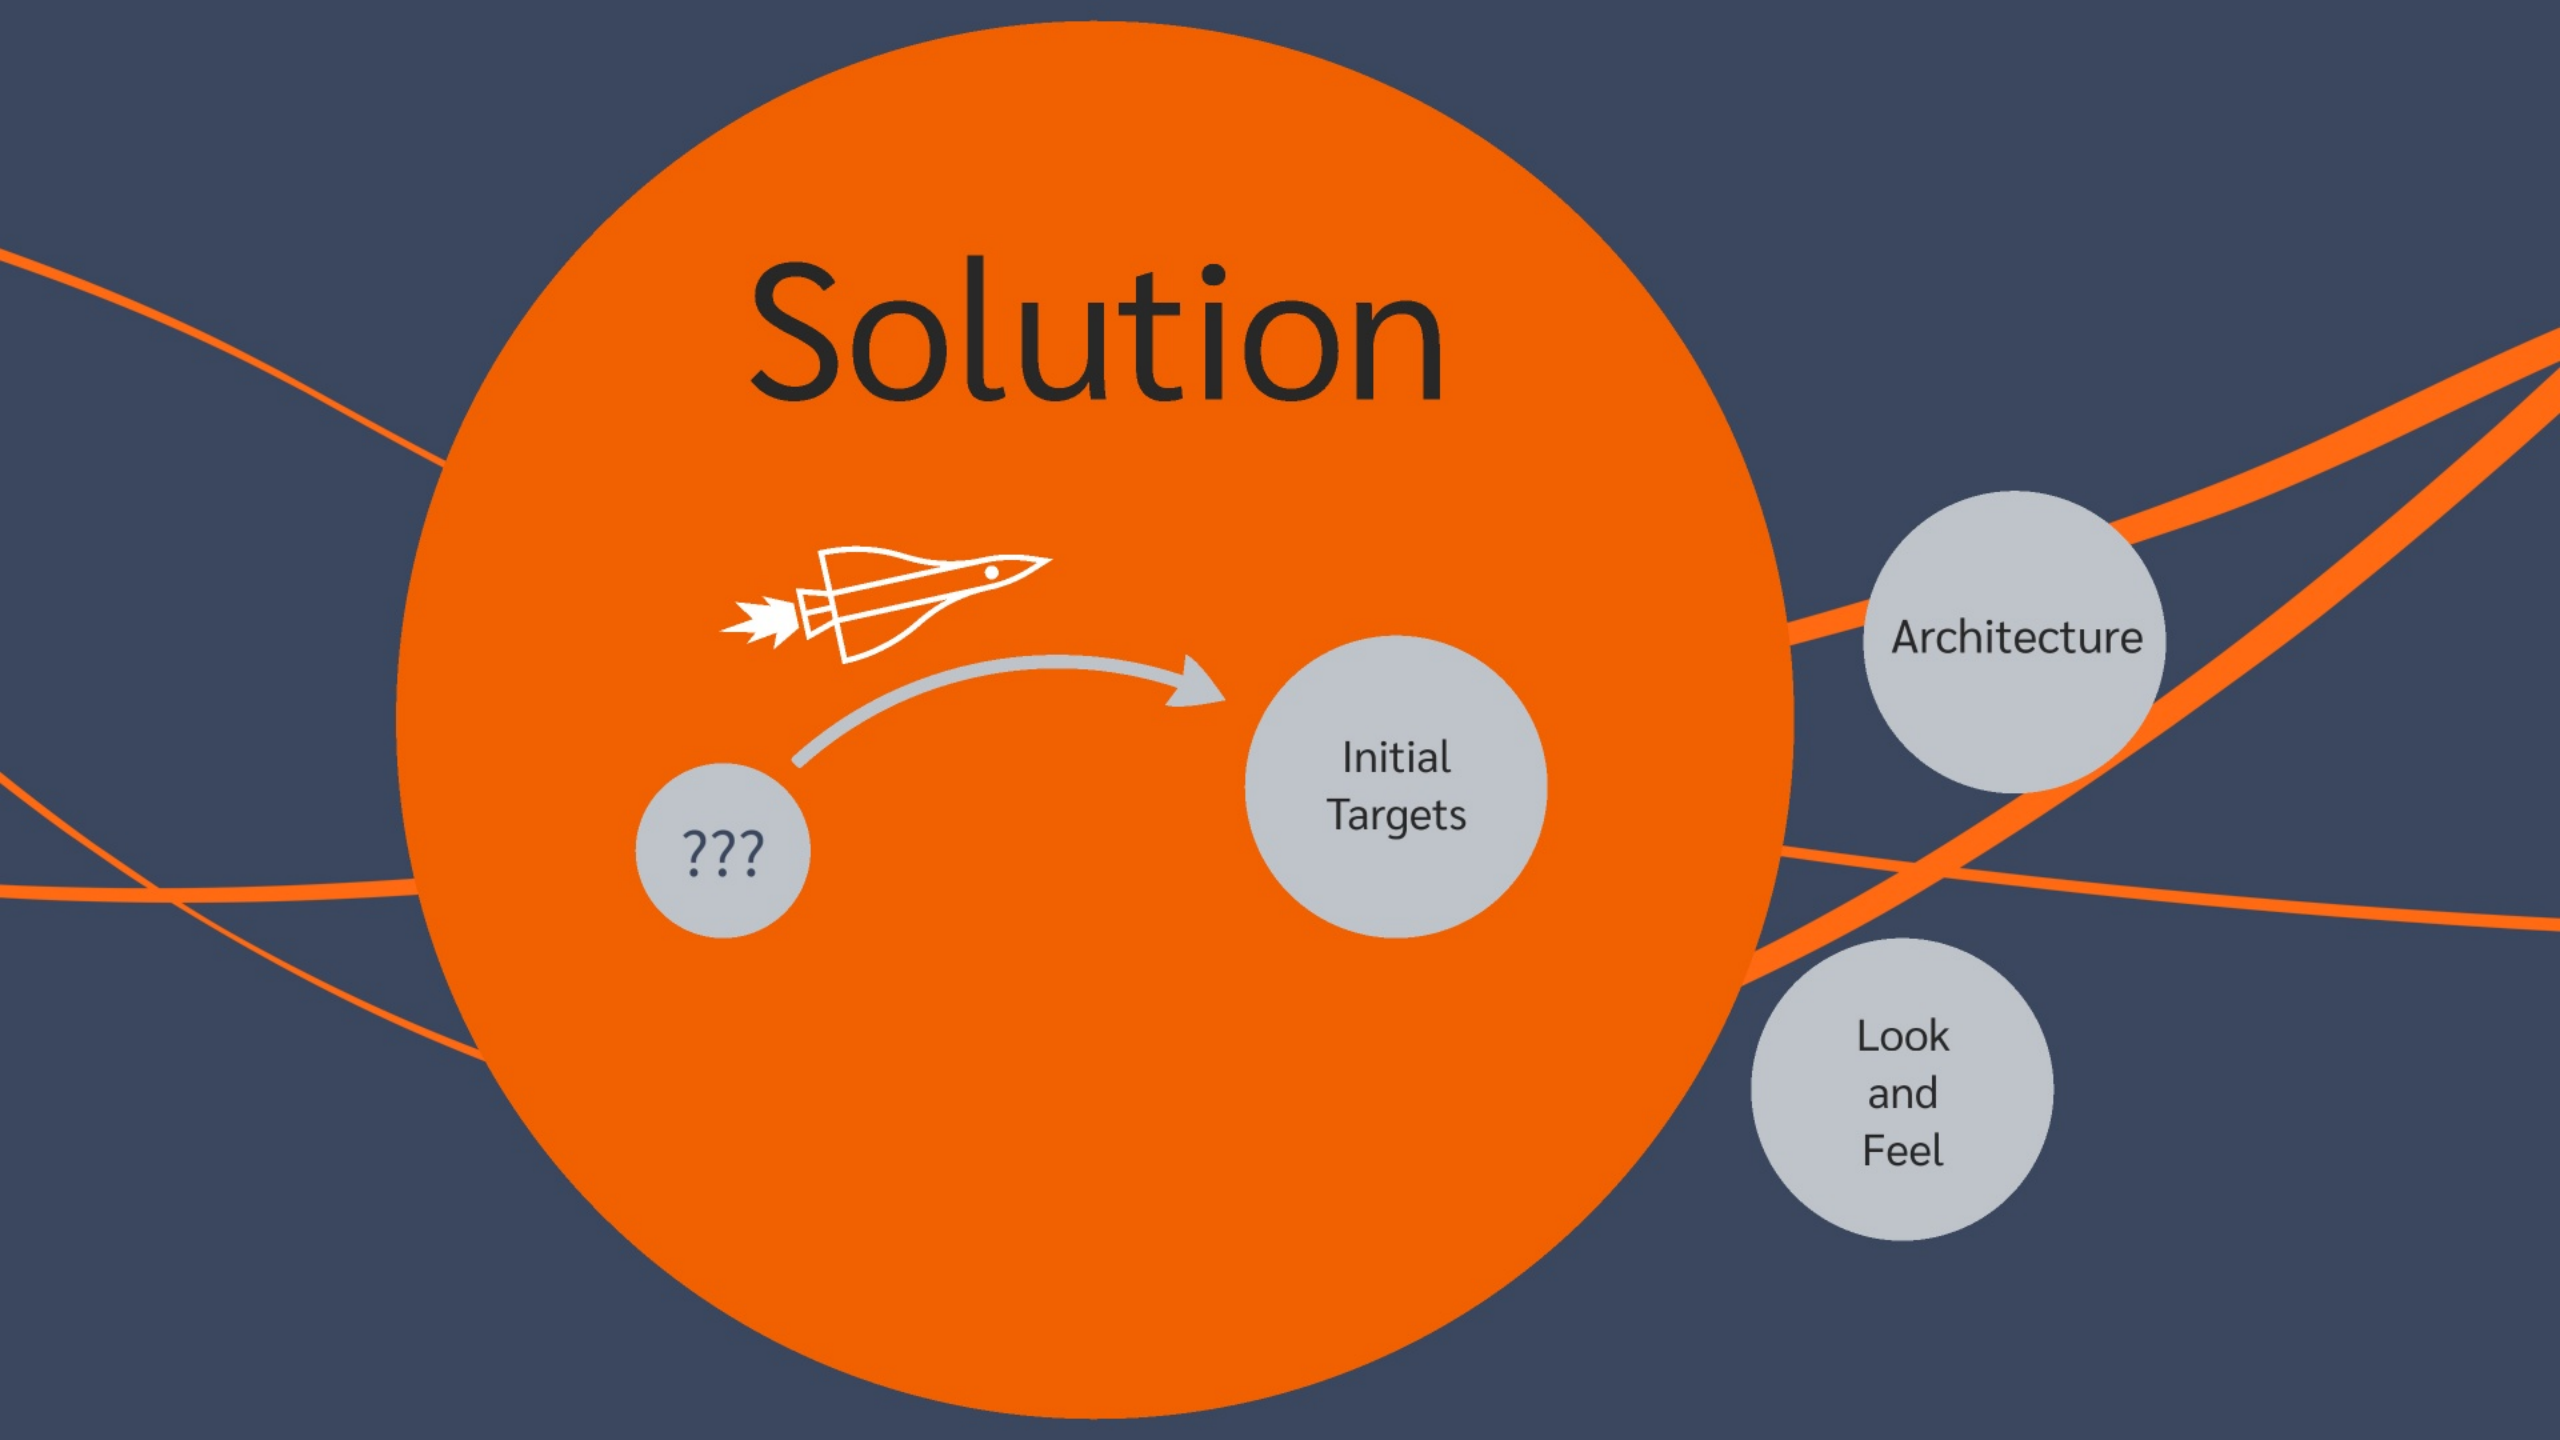 Solution
???
Initial
Targets
Architecture
Look
and
Feel